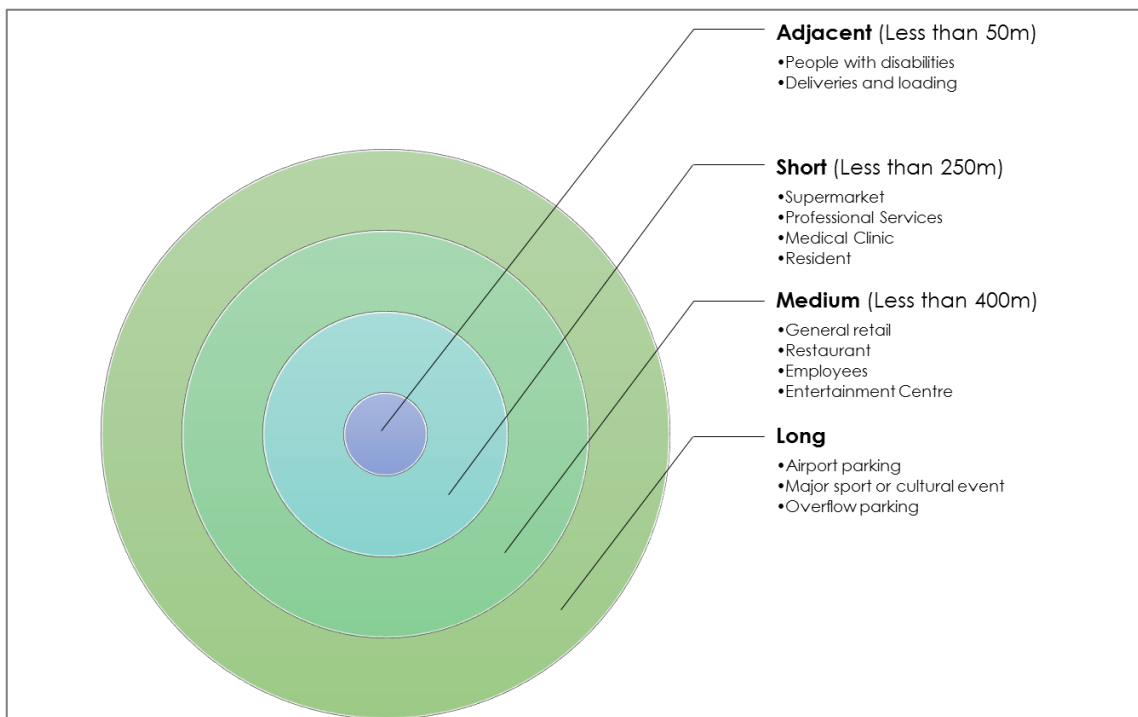 Adjacent (Less than 50m)
•People with disabilities
•Deliveries and loading
Short (Less than 250m)
•Supermarket
•Professional Services
•Medical Clinic
•Resident
Medium (Less than 400m)
•General retail
•Restaurant
•Employees
•Entertainment Centre
Long
•Airport parking
•Major sport or cultural event
•Overflow parking